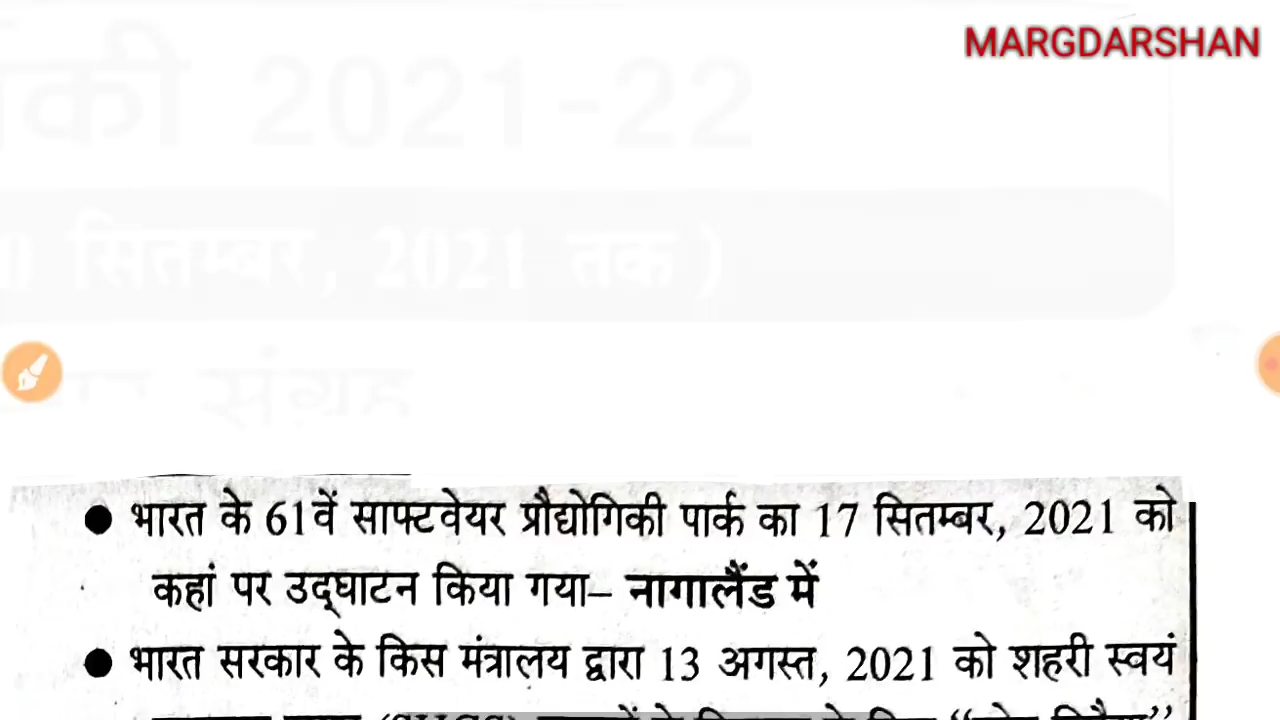 MARGDARSHAN
की 2021-22
सितम्बर, 2021 तक )
संग्रह
● भारत के 61वें साफ्टवेयर प्रौद्योगिकी पार्क का 17 सितम्बर, 2021 को
कहां पर उद्घाटन किया गया– नागालैंड में
● भारत सरकार के किस मंत्रालय द्वारा 13 अगस्त, 2021 को शहरी स्वयं